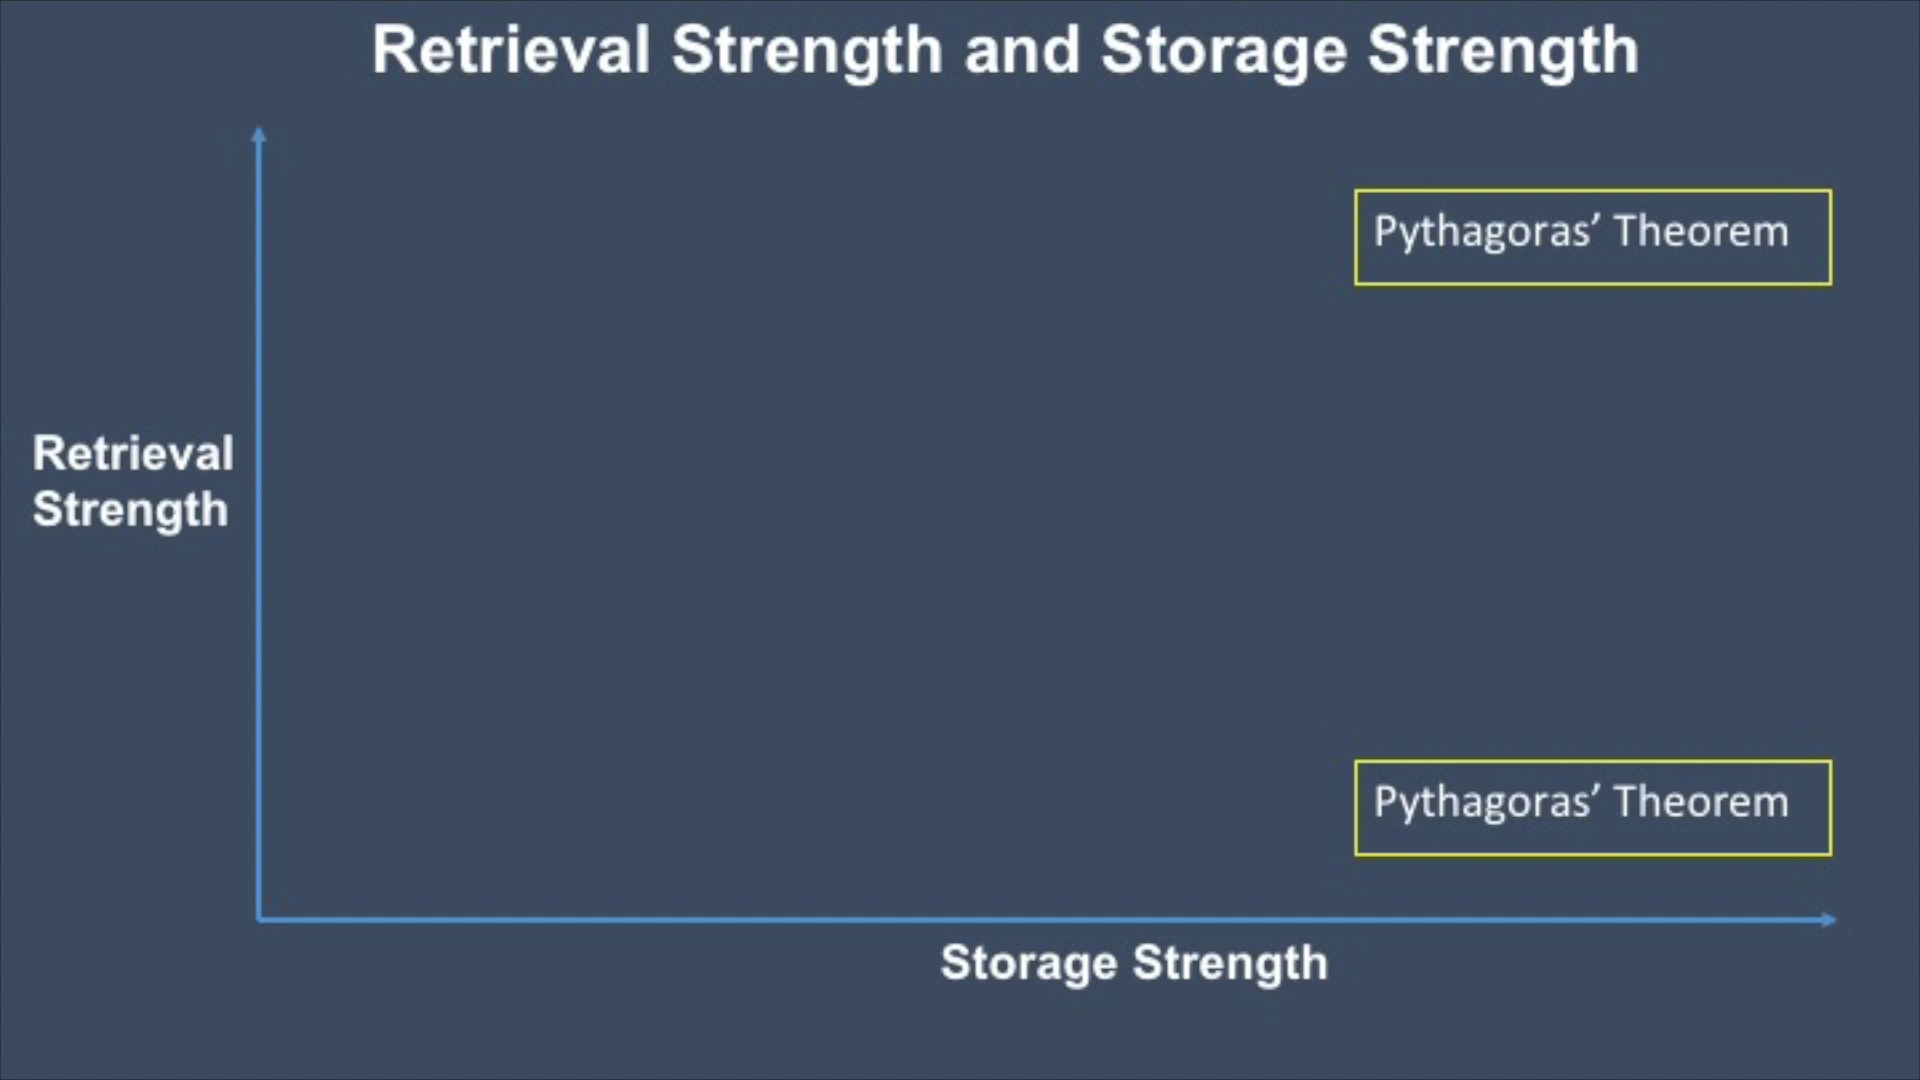 Retrieval Strength and Storage Strength
Pythagoras’ Theorem
Retrieval
Strength
Pythagoras’ Theorem
Storage Strength